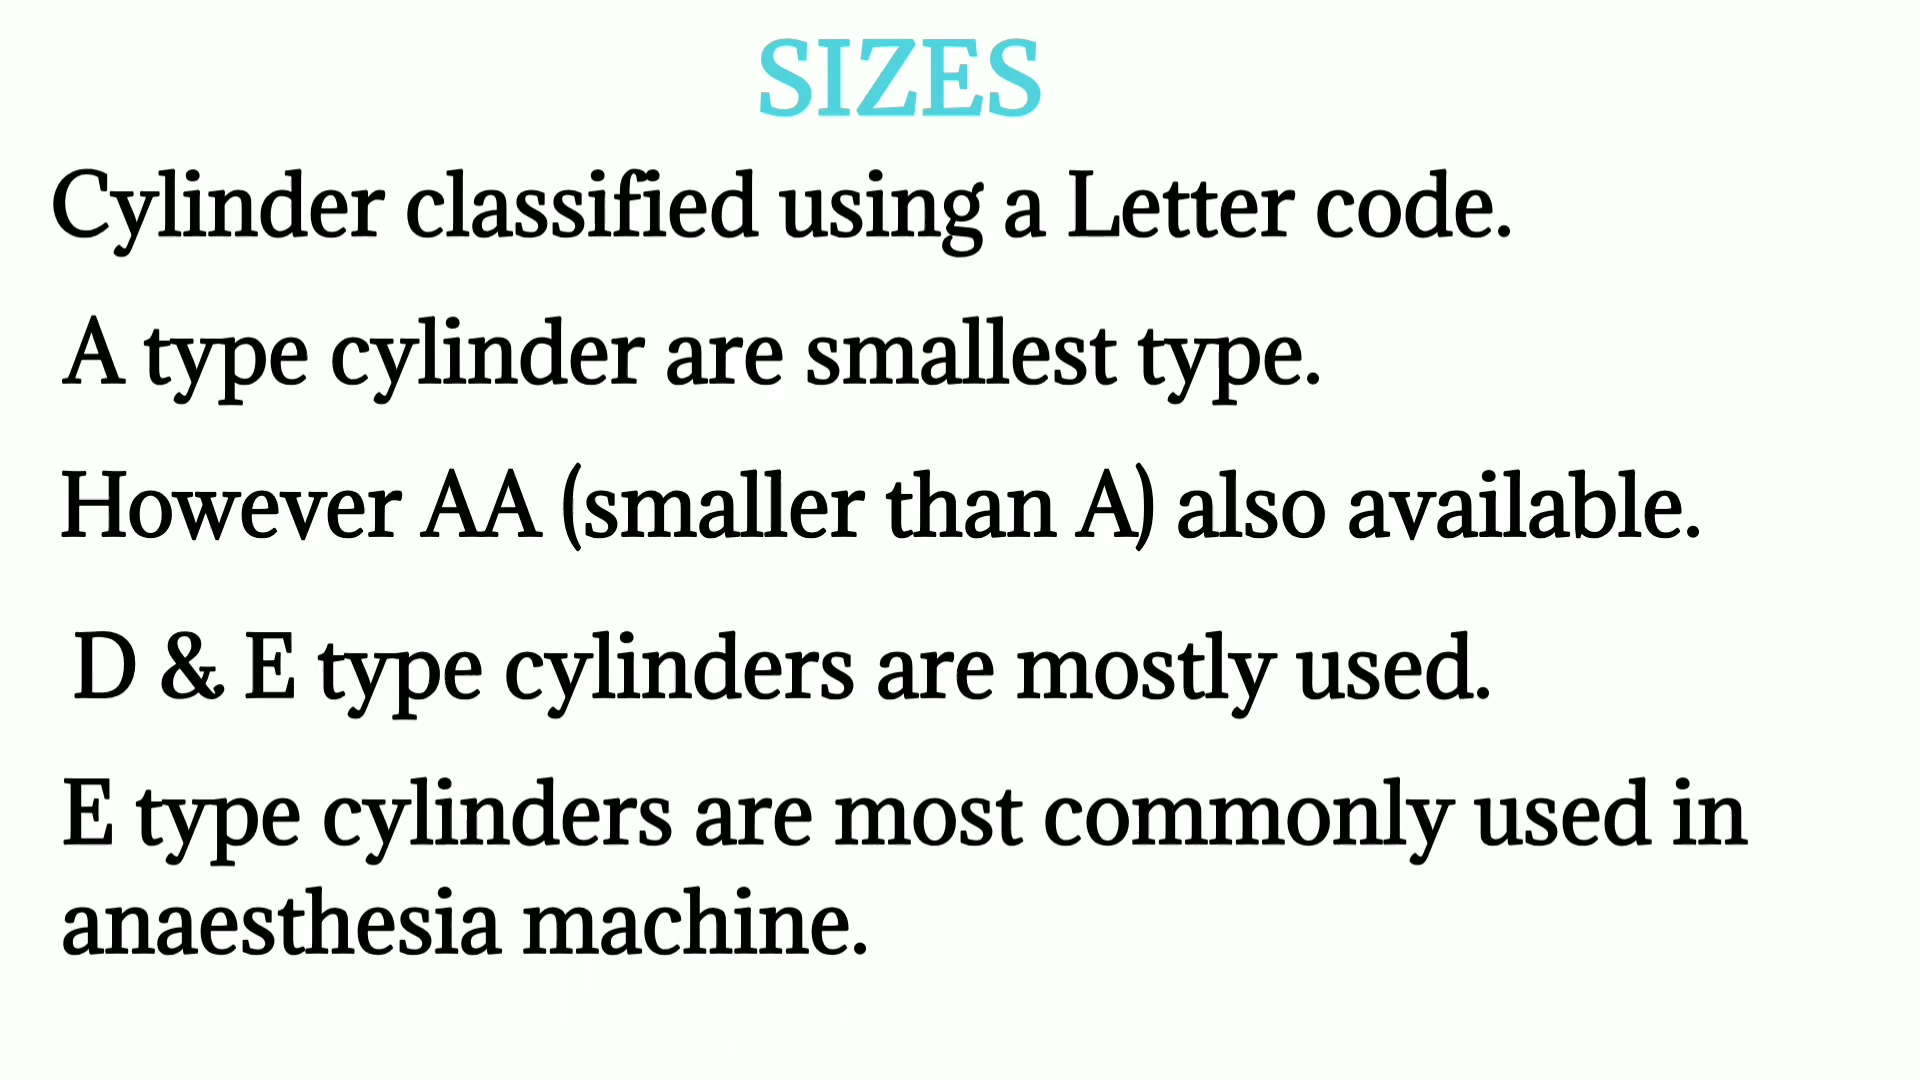 SIZES
Cylinder classified using a Letter code.
A type cylinder are smallest type.
However AA (smaller than A) also available.
D & E type cylinders are mostly used.
E type cylinders are most commonly used in
anaesthesia machine.